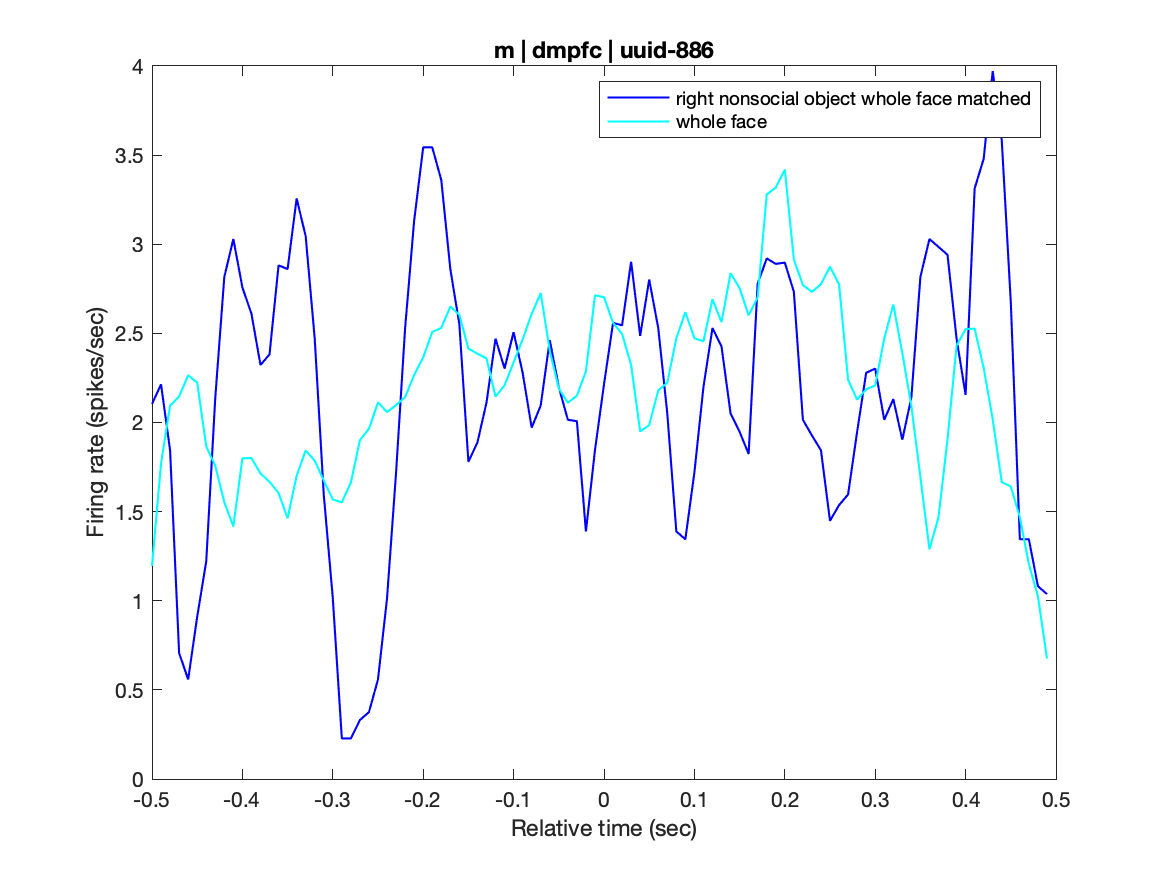 m | dmpfc | uuid-886
right nonsocial object whole face matched
whole face
4
3.5
3
2.5
2
1.5
1
0.5
0
Firing rate (spikes/sec)
-0.5 -0.4 -0.3 -0.2 -0.1 0 0.1 0.2 0.3 0.4 0.5
Relative time (sec)